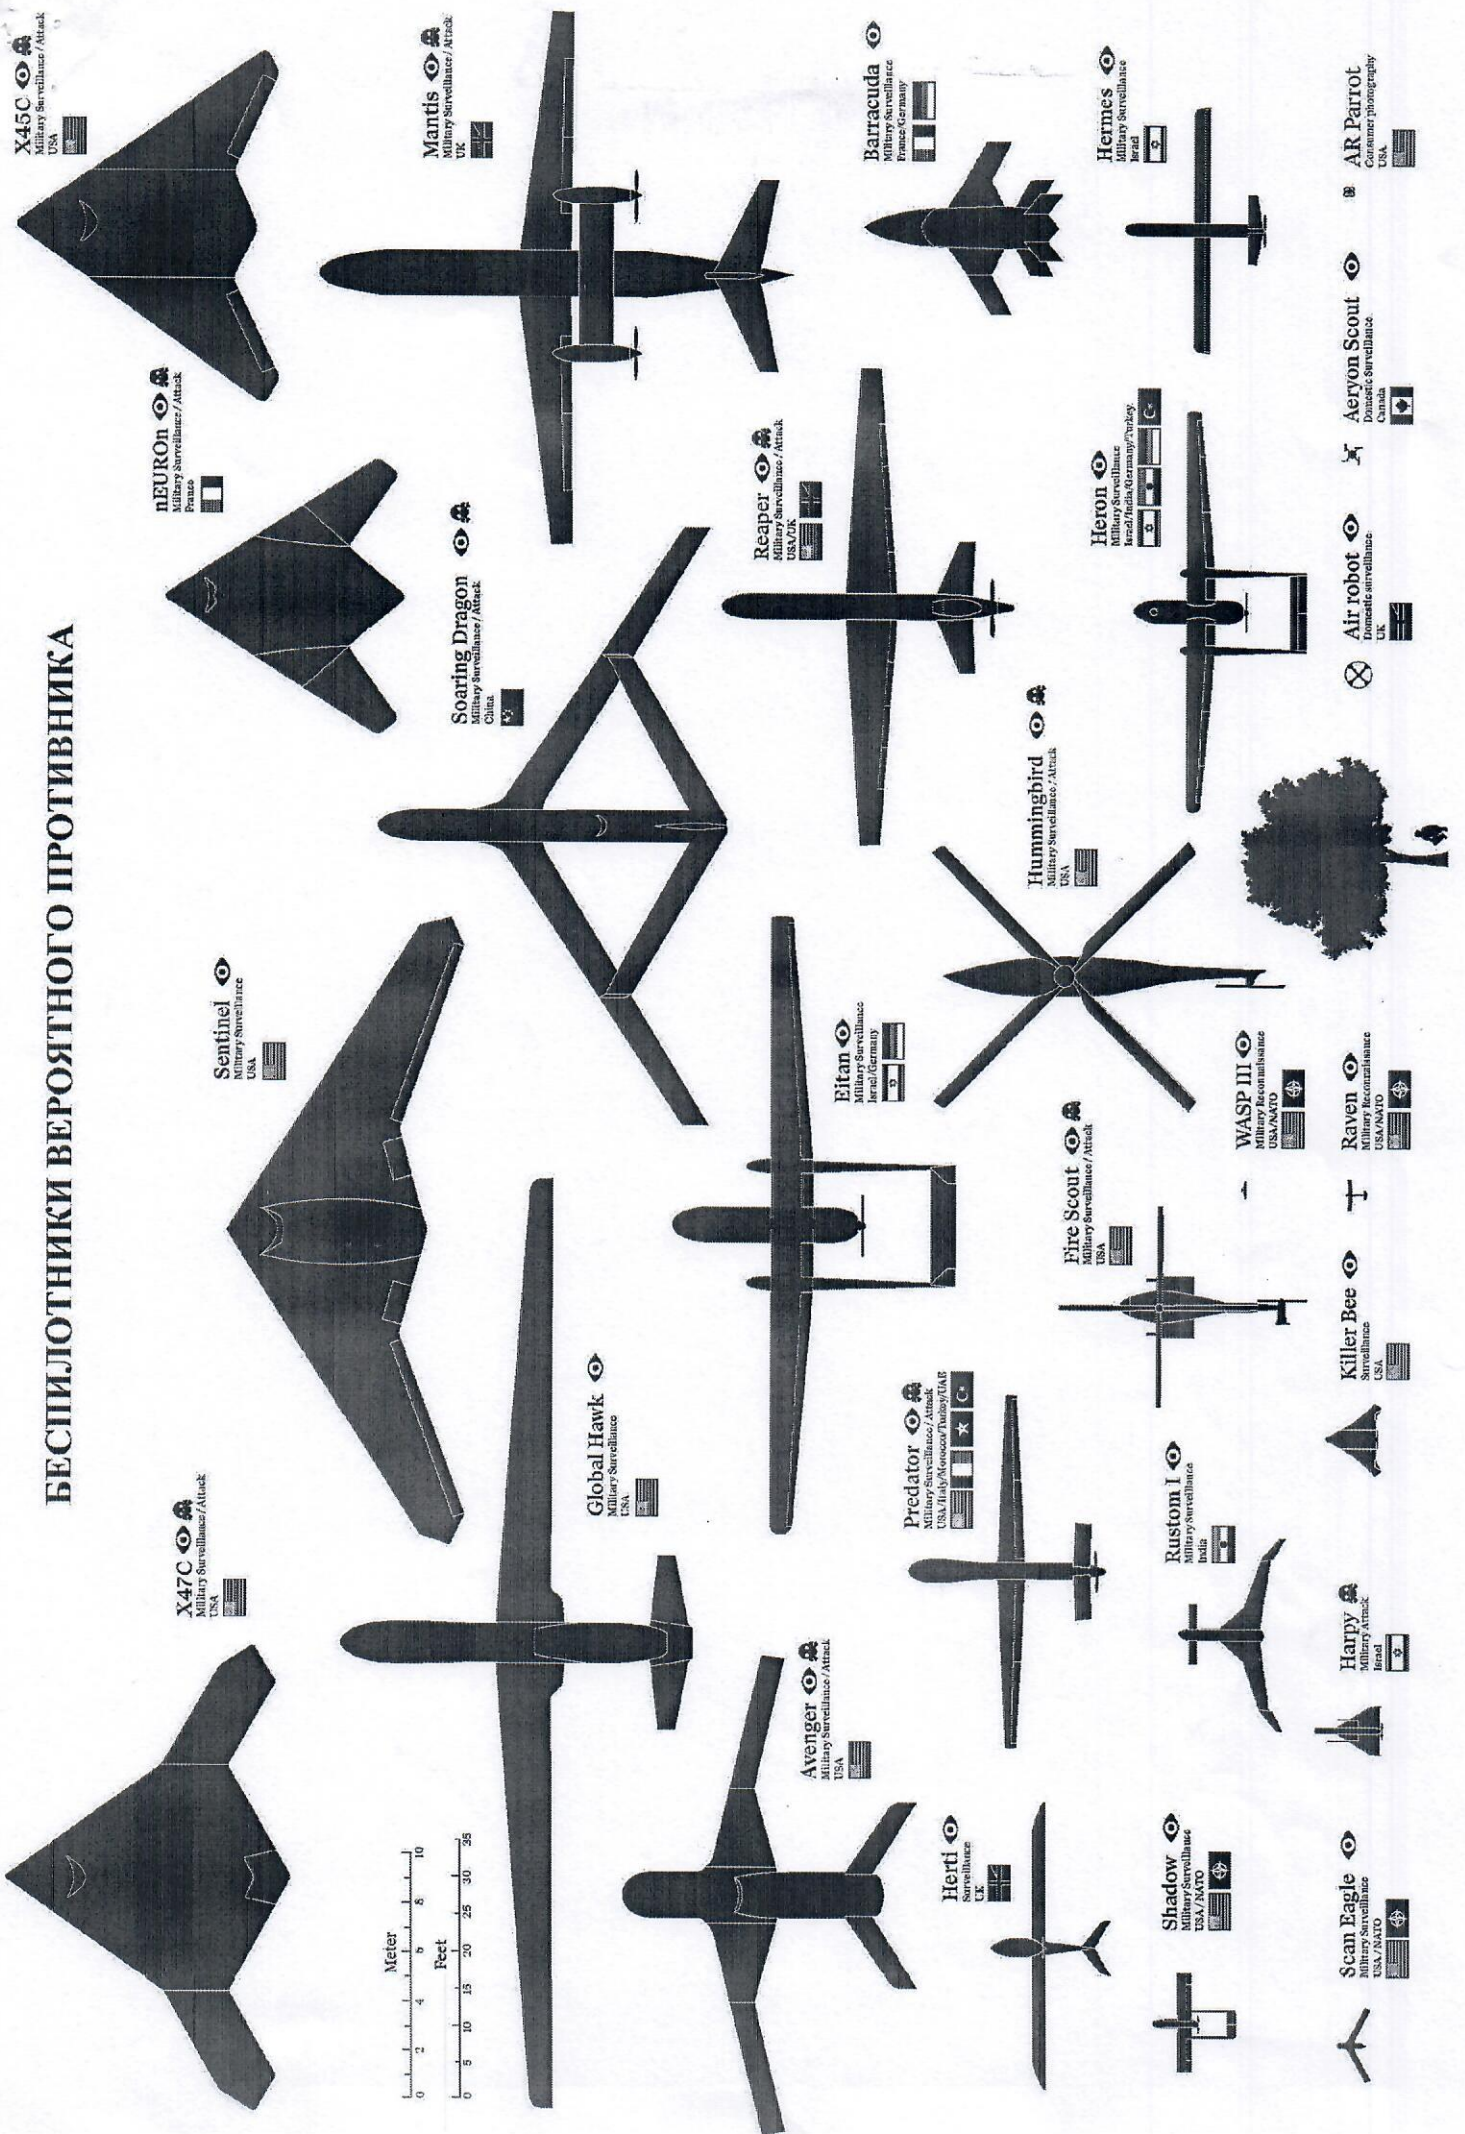 БЕСПИЛОТНИКИ ВЕРОЯТНОГО ПРОТИВНИКА
X47C
Military Surveillance / Attack
USA
Sentinel
Military Surveillance
USA
nEUROn
Military Surveillance / Attack
France
X45C
Military Surveillance / Attack
USA
Meter
0 2 4 6 8 10
Feet
0 5 10 15 20 25 30 35
Global Hawk
Military Surveillance
USA
Soaring Dragon
Military Surveillance / Attack
China
Mantis
Military Surveillance / Attack
UK
Avenger
Military Surveillance / Attack
USA
Eitan
Military Surveillance
Israel/Germany
Reaper
Military Surveillance / Attack
USA/UK
Barracuda
Military Surveillance
France/Germany
Herti
Surveillance
UK
Predator
Military Surveillance / Attack
USA/Italy/Morocco/Turkey/UAE
Fire Scout
Military Surveillance / Attack
USA
Hummingbird
Military Surveillance / Attack
USA
Heron
Military Surveillance
Israel/India/Germany/Turkey
Hermes
Military Surveillance
Israel
Shadow
Military Surveillance
USA / NATO
Rustom I
Military Surveillance
India
WASP III
Military Reconnaissance
USA/NATO
Scan Eagle
Military Surveillance
USA / NATO
Harpy
Military Attack
Israel
Killer Bee
Surveillance
USA
Raven
Military Reconnaissance
USA/NATO
Air robot
Domestic surveillance
UK
Aeryon Scout
Domestic Surveillance
Canada
AR Parrot
Consumer photography
USA